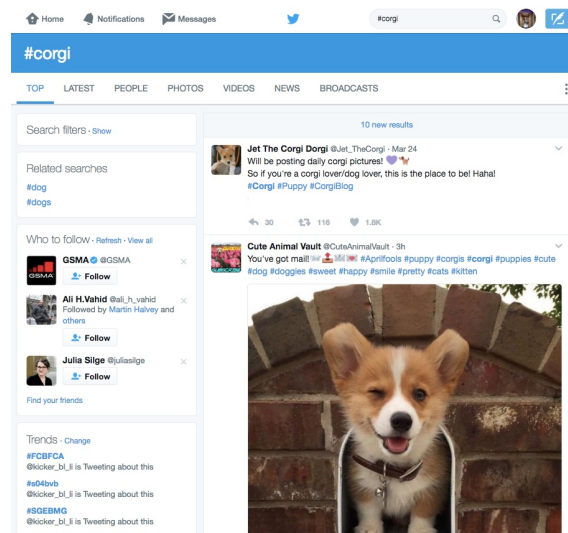 Home
Notifications
Messages
#corgi
#corgi
TOP
LATEST
PEOPLE
PHOTOS
VIDEOS
NEWS
BROADCASTS
Search filters · Show
Related searches
#dog
#dogs
Who to follow · Refresh · View all
GSMA
GSMA @GSMA
Follow
Ali H.Vahid @ali_h_vahid
Followed by Martin Halvey and
others
Follow
Julia Silge @juliasilge
Follow
Find your friends
Trends · Change
#FCBFCA
@kicker_bl_li is Tweeting about this
#s04bvb
@kicker_bl_li is Tweeting about this
#SGEBMG
@kicker_bl_li is Tweeting about this
10 new results
Jet The Corgi Dorgi @Jet_TheCorgi · Mar 24
Will be posting daily corgi pictures! 💜 🐕
So if you're a corgi lover/dog lover, this is the place to be! Haha!
#Corgi #Puppy #CorgiBlog
30
116
1.8K
Cute Animal Vault @CuteAnimalVault · 3h
You've got mail! #Aprilfools #puppy #corgis #corgi #puppies #cute
#dog #doggies #sweet #happy #smile #pretty #cats #kitten